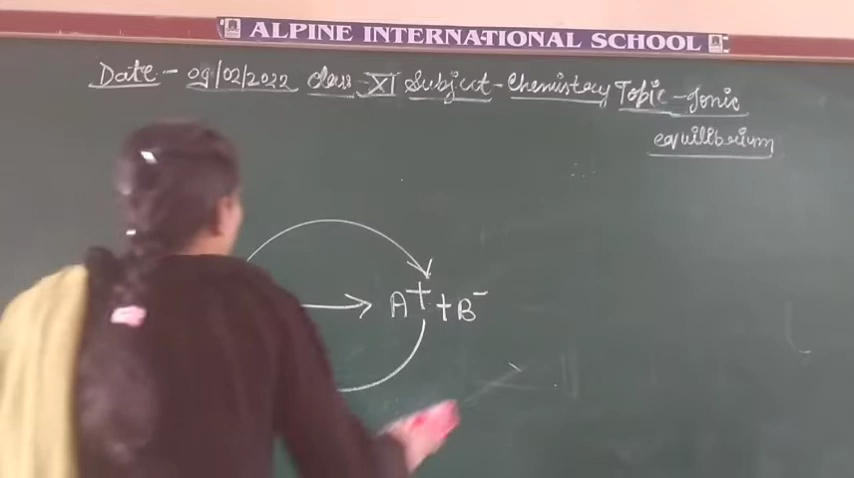 ALPINE INTERNATIONAL SCHOOL
Date - 09/02/2022 class - XI Subject - Chemistry Topic - Ionic
equilibrium
→ A⁺ + B⁻